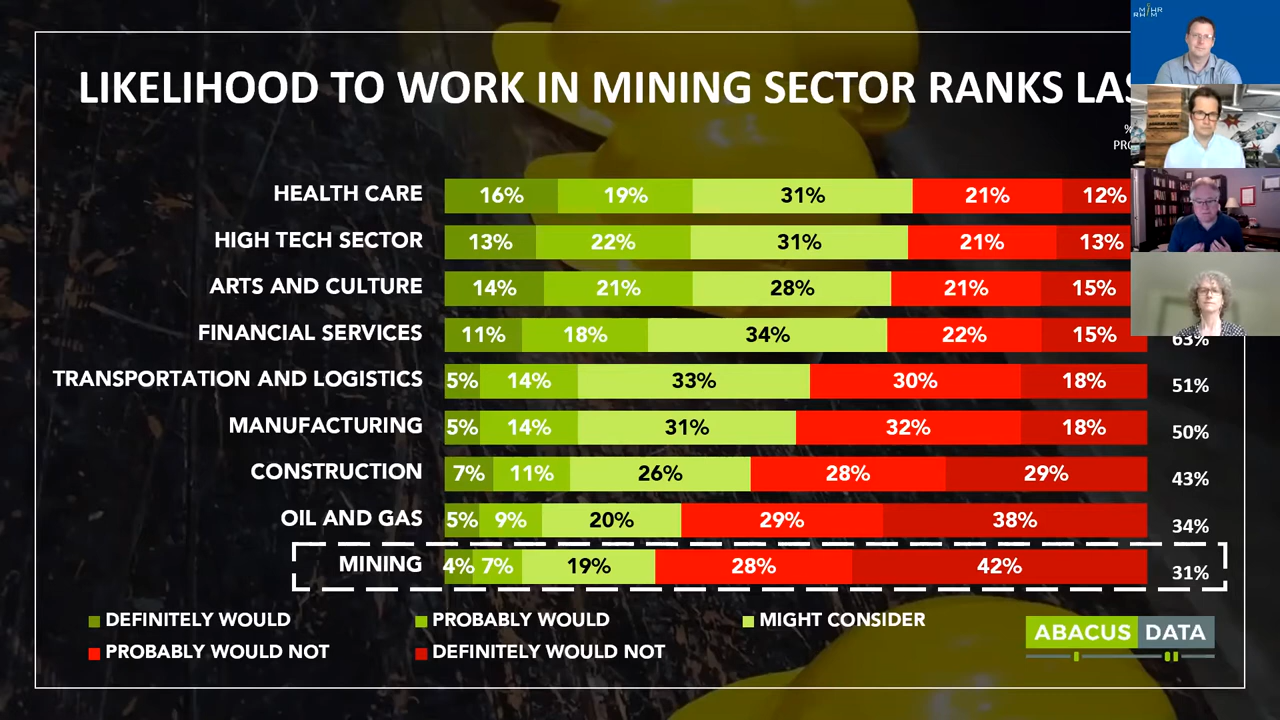 LIKELIHOOD TO WORK IN MINING SECTOR RANKS
HEALTH CARE 16% 19% 31% 21% 12%
HIGH TECH SECTOR 13% 22% 31% 21% 13%
ARTS AND CULTURE 14% 21% 28% 21% 15%
FINANCIAL SERVICES 11% 18% 34% 22% 15% 63%
TRANSPORTATION AND LOGISTICS 5% 14% 33% 30% 18% 51%
MANUFACTURING 5% 14% 31% 32% 18% 50%
CONSTRUCTION 7% 11% 26% 28% 29% 43%
OIL AND GAS 5% 9% 20% 29% 38% 34%
MINING 4% 7% 19% 28% 42% 31%
DEFINITELY WOULD PROBABLY WOULD MIGHT CONSIDER
PROBABLY WOULD NOT DEFINITELY WOULD NOT
ABACUS DATA